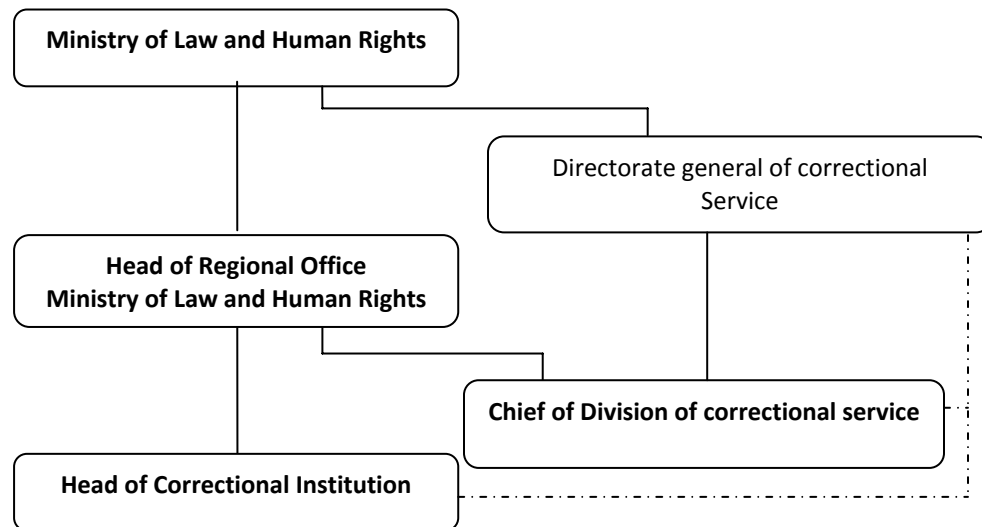 Ministry of Law and Human Rights
Directorate general of correctional
Service
Head of Regional Office
Ministry of Law and Human Rights
Chief of Division of correctional service
Head of Correctional Institution